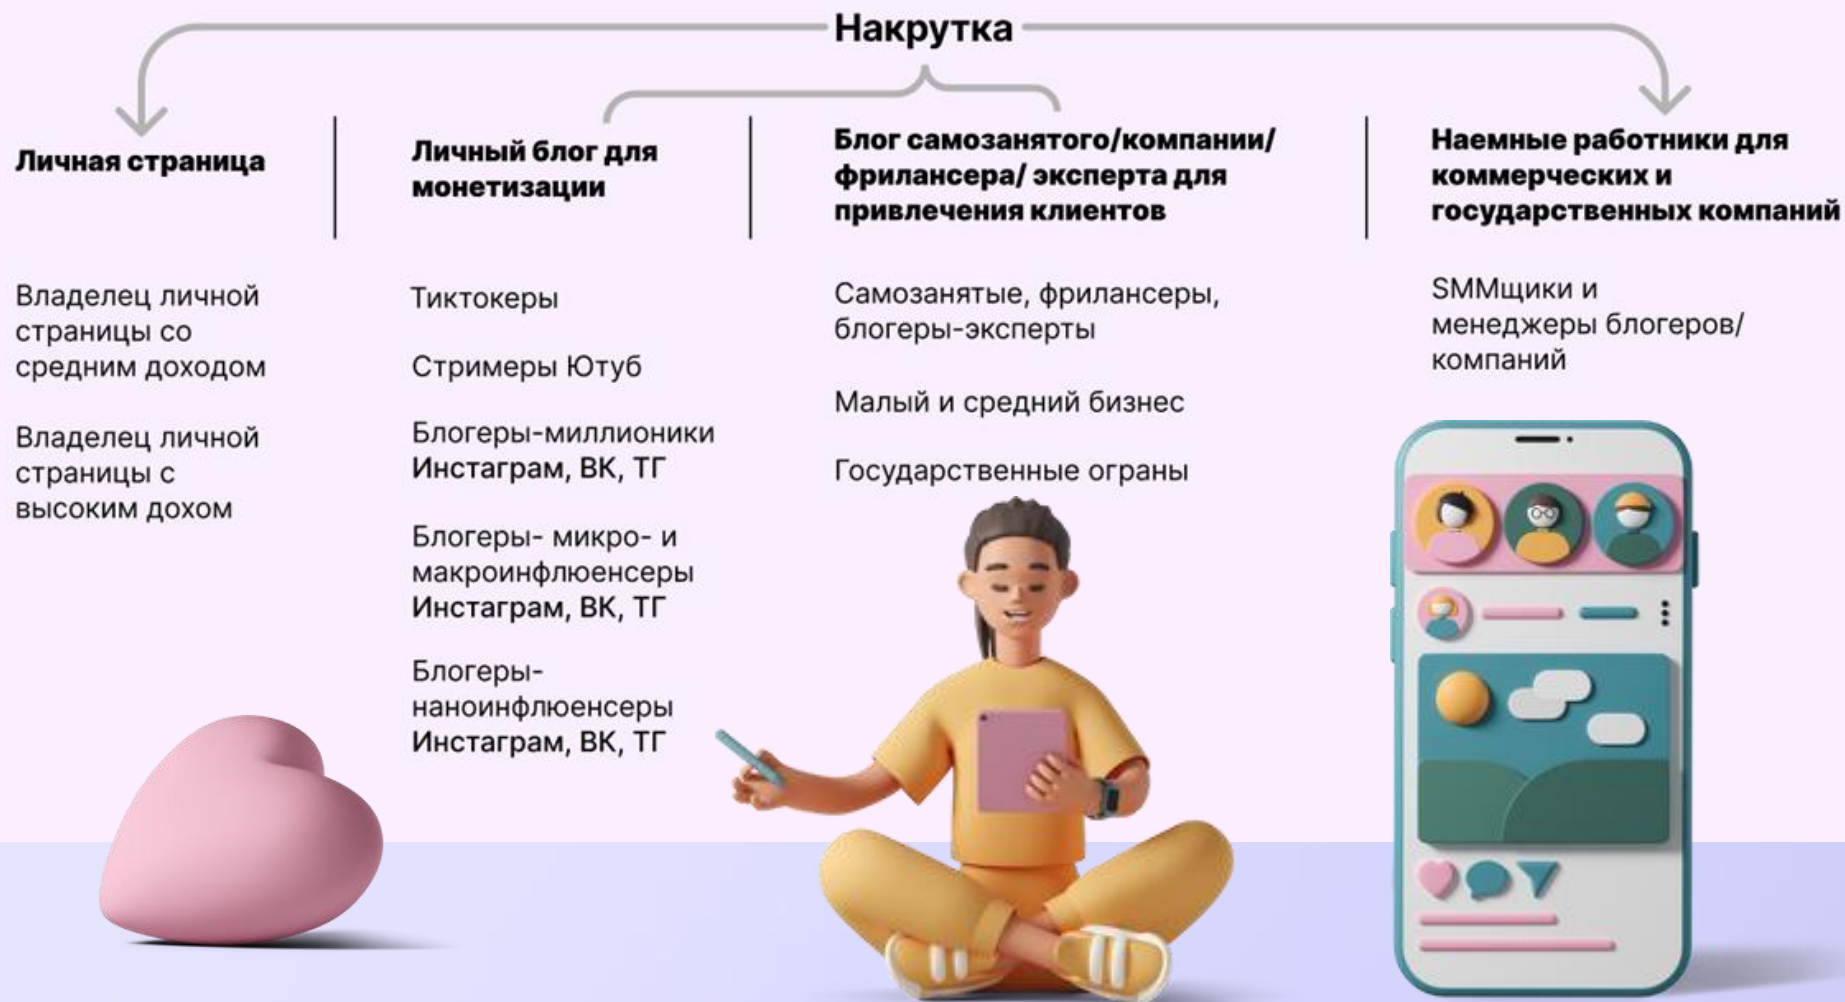 Накрутка
Личная страница
Владелец личной
страницы со
средним доходом
Владелец личной
страницы с
высоким дохом
Личный блог для
монетизации
Тиктокеры
Стримеры Ютуб
Блогеры-миллионики
Инстаграм, ВК, ТГ
Блогеры- микро- и
макроинфлюенсеры
Инстаграм, ВК, ТГ
Блогеры-
наноинфлюенсеры
Инстаграм, ВК, ТГ
Блог самозанятого/компании/
фрилансера/ эксперта для
привлечения клиентов
Самозанятые, фрилансеры,
блогеры-эксперты
Малый и средний бизнес
Государственные ограны
Наемные работники для
коммерческих и
государственных компаний
SMMщики и
менеджеры блогеров/
компаний